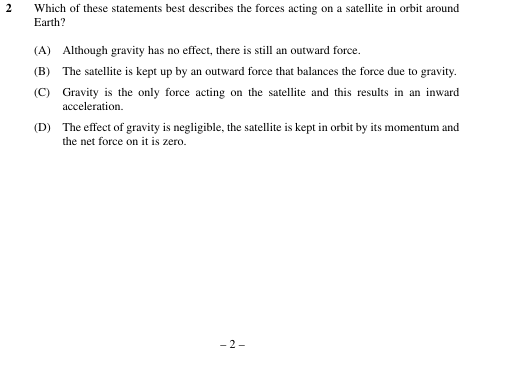 2 Which of these statements best describes the forces acting on a satellite in orbit around
Earth?
(A) Although gravity has no effect, there is still an outward force.
(B) The satellite is kept up by an outward force that balances the force due to gravity.
(C) Gravity is the only force acting on the satellite and this results in an inward
acceleration.
(D) The effect of gravity is negligible, the satellite is kept in orbit by its momentum and
the net force on it is zero.
– 2 –